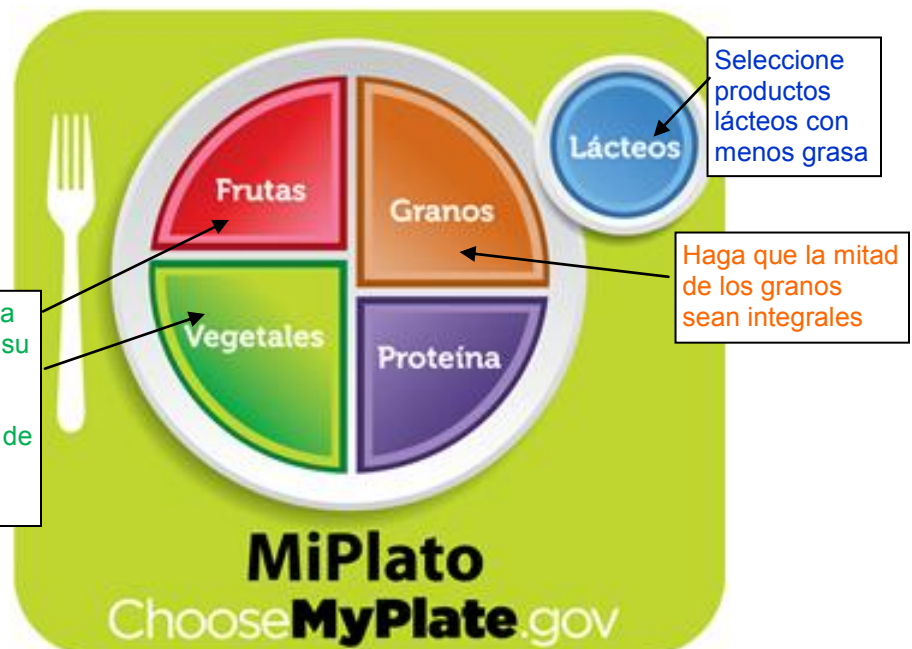 Seleccione
productos
lácteos con
menos grasa
Lácteos
Frutas
Granos
Haga que la mitad
de los granos
sean integrales
a
su
de
Vegetales
Proteína
MiPlato
ChooseMyPlate.gov